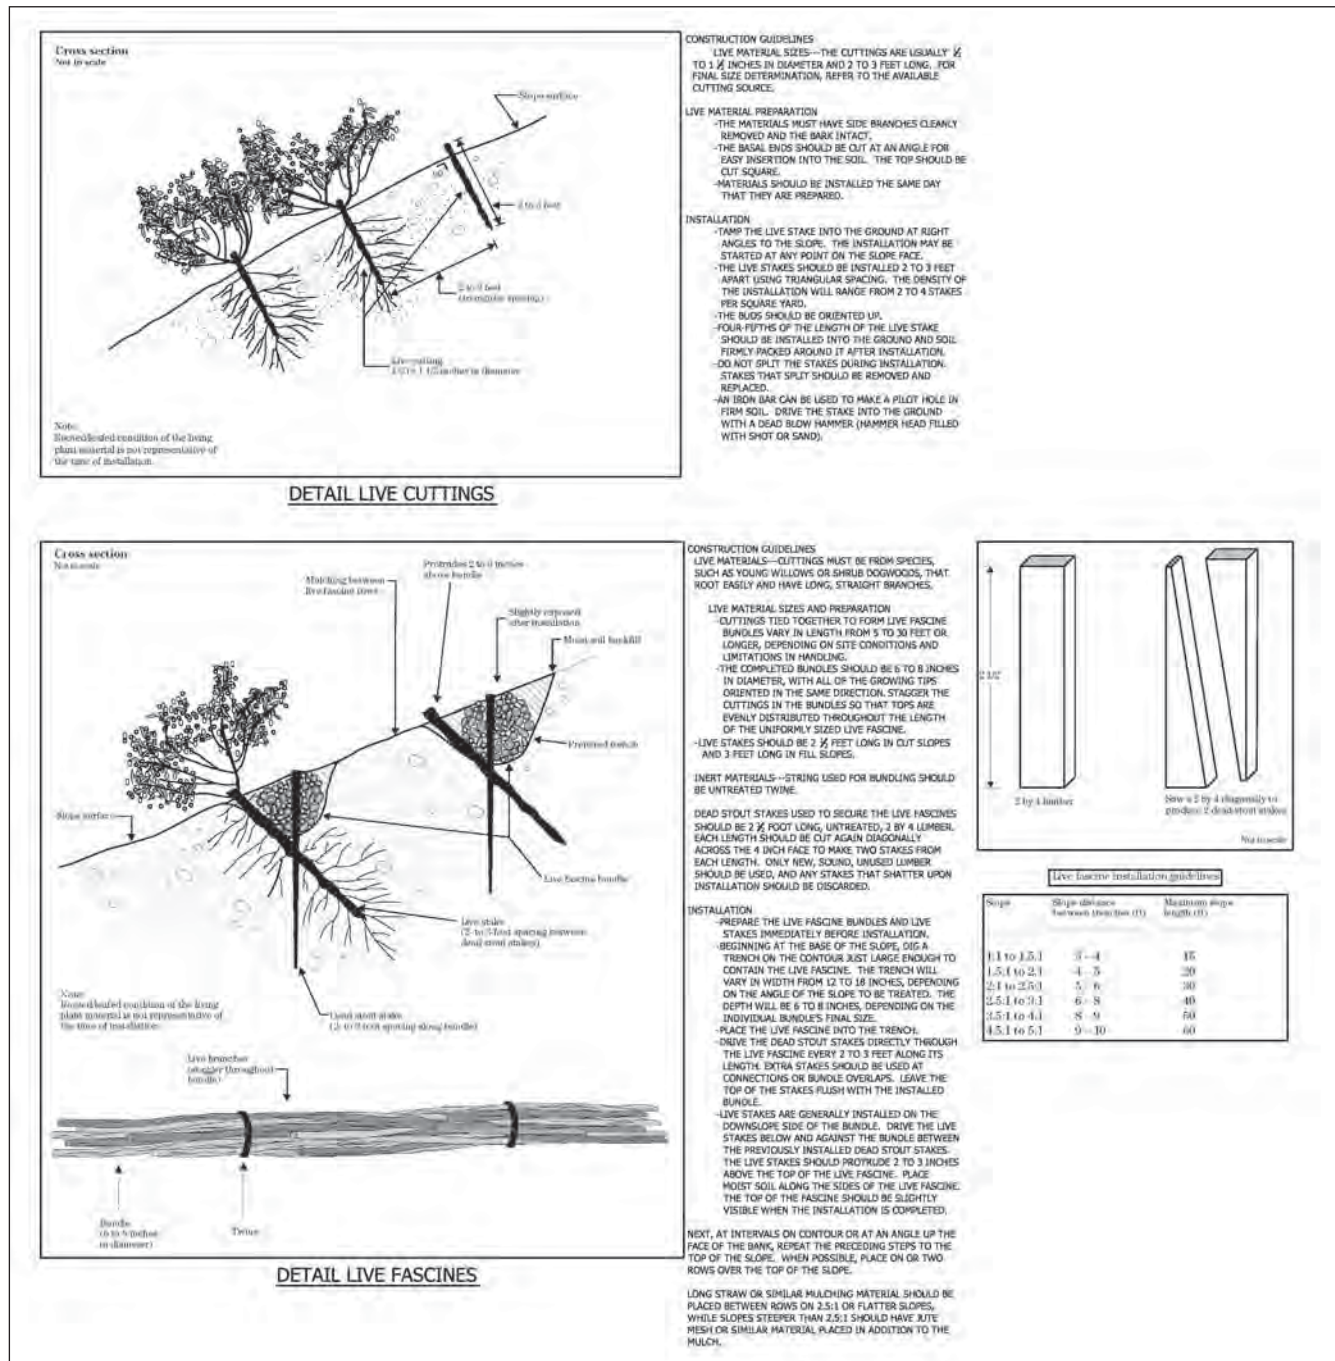 Cross section
Not to scale
Slope surface
90°
2 to 3 feet
2 to 3 feet
(triangular spacing)
Live cutting
1/2 to 1 1/2 inches in diameter
Note:
Rooted/leafed condition of the living
plant material is not representative of
the time of installation.
DETAIL LIVE CUTTINGS
CONSTRUCTION GUIDELINES
LIVE MATERIAL SIZES---THE CUTTINGS ARE USUALLY ½
TO 1 ½ INCHES IN DIAMETER AND 2 TO 3 FEET LONG. FOR
FINAL SIZE DETERMINATION, REFER TO THE AVAILABLE
CUTTING SOURCE.
LIVE MATERIAL PREPARATION
-THE MATERIALS MUST HAVE SIDE BRANCHES CLEANLY
REMOVED AND THE BARK INTACT.
-THE BASAL ENDS SHOULD BE CUT AT AN ANGLE FOR
EASY INSERTION INTO THE SOIL. THE TOP SHOULD BE
CUT SQUARE.
-MATERIALS SHOULD BE INSTALLED THE SAME DAY
THAT THEY ARE PREPARED.
INSTALLATION
-TAMP THE LIVE STAKE INTO THE GROUND AT RIGHT
ANGLES TO THE SLOPE. THE INSTALLATION MAY BE
STARTED AT ANY POINT ON THE SLOPE FACE.
-THE LIVE STAKES SHOULD BE INSTALLED 2 TO 3 FEET
APART USING TRIANGULAR SPACING. THE DENSITY OF
THE INSTALLATION WILL RANGE FROM 2 TO 4 STAKES
PER SQUARE YARD.
-THE BUDS SHOULD BE ORIENTED UP.
-FOUR-FIFTHS OF THE LENGTH OF THE LIVE STAKE
SHOULD BE INSTALLED INTO THE GROUND AND SOIL
FIRMLY PACKED AROUND IT AFTER INSTALLATION.
-DO NOT SPLIT THE STAKES DURING INSTALLATION.
STAKES THAT SPLIT SHOULD BE REMOVED AND
REPLACED.
-AN IRON BAR CAN BE USED TO MAKE A PILOT HOLE IN
FIRM SOIL. DRIVE THE STAKE INTO THE GROUND
WITH A DEAD BLOW HAMMER (HAMMER HEAD FILLED
WITH SHOT OR SAND).
Cross section
Not to scale
Protrudes 2 to 3 inches
above bundle
Mulching between
live fascine rows
Slightly exposed
after installation
Moist soil backfill
Prepared trench
Slope surface
Live fascine bundle
Live stake
(2- to 3-foot spacing between
dead stout stakes)
Note:
Rooted/leafed condition of the living
plant material is not representative of
the time of installation.
Dead stout stake
(2- to 3-foot spacing along bundle)
Live branches
(stagger throughout
bundle)
Bundle
(6 to 8 inches
in diameter)
Twine
DETAIL LIVE FASCINES
CONSTRUCTION GUIDELINES
LIVE MATERIALS---CUTTINGS MUST BE FROM SPECIES,
SUCH AS YOUNG WILLOWS OR SHRUB DOGWOODS, THAT
ROOT EASILY AND HAVE LONG, STRAIGHT BRANCHES.
LIVE MATERIAL SIZES AND PREPARATION
-CUTTINGS TIED TOGETHER TO FORM LIVE FASCINE
BUNDLES VARY IN LENGTH FROM 5 TO 30 FEET OR
LONGER, DEPENDING ON SITE CONDITIONS AND
LIMITATIONS IN HANDLING.
-THE COMPLETED BUNDLES SHOULD BE 6 TO 8 INCHES
IN DIAMETER, WITH ALL OF THE GROWING TIPS
ORIENTED IN THE SAME DIRECTION. STAGGER THE
CUTTINGS IN THE BUNDLES SO THAT TOPS ARE
EVENLY DISTRIBUTED THROUGHOUT THE LENGTH
OF THE UNIFORMLY SIZED LIVE FASCINE.
-LIVE STAKES SHOULD BE 2 ½ FEET LONG IN CUT SLOPES
AND 3 FEET LONG IN FILL SLOPES.
INERT MATERIALS---STRING USED FOR BUNDLING SHOULD
BE UNTREATED TWINE.
DEAD STOUT STAKES USED TO SECURE THE LIVE FASCINES
SHOULD BE 2 ½ FOOT LONG, UNTREATED, 2 BY 4 LUMBER.
EACH LENGTH SHOULD BE CUT AGAIN DIAGONALLY
ACROSS THE 4 INCH FACE TO MAKE TWO STAKES FROM
EACH LENGTH. ONLY NEW, SOUND, UNUSED LUMBER
SHOULD BE USED, AND ANY STAKES THAT SHATTER UPON
INSTALLATION SHOULD BE DISCARDED.
INSTALLATION
-PREPARE THE LIVE FASCINE BUNDLES AND LIVE
STAKES IMMEDIATELY BEFORE INSTALLATION.
-BEGINNING AT THE BASE OF THE SLOPE, DIG A
TRENCH ON THE CONTOUR JUST LARGE ENOUGH TO
CONTAIN THE LIVE FASCINE. THE TRENCH WILL
VARY IN WIDTH FROM 12 TO 18 INCHES, DEPENDING
ON THE ANGLE OF THE SLOPE TO BE TREATED. THE
DEPTH WILL BE 6 TO 8 INCHES, DEPENDING ON THE
INDIVIDUAL BUNDLE'S FINAL SIZE.
-PLACE THE LIVE FASCINE INTO THE TRENCH.
-DRIVE THE DEAD STOUT STAKES DIRECTLY THROUGH
THE LIVE FASCINE EVERY 2 TO 3 FEET ALONG ITS
LENGTH. EXTRA STAKES SHOULD BE USED AT
CONNECTIONS OR BUNDLE OVERLAPS. LEAVE THE
TOP OF THE STAKES FLUSH WITH THE INSTALLED
BUNDLE.
-LIVE STAKES ARE GENERALLY INSTALLED ON THE
DOWNSLOPE SIDE OF THE BUNDLE. DRIVE THE LIVE
STAKES BELOW AND AGAINST THE BUNDLE BETWEEN
THE PREVIOUSLY INSTALLED DEAD STOUT STAKES.
THE LIVE STAKES SHOULD PROTRUDE 2 TO 3 INCHES
ABOVE THE TOP OF THE LIVE FASCINE. PLACE
MOIST SOIL ALONG THE SIDES OF THE LIVE FASCINE.
THE TOP OF THE FASCINE SHOULD BE SLIGHTLY
VISIBLE WHEN THE INSTALLATION IS COMPLETED.
NEXT, AT INTERVALS ON CONTOUR OR AT AN ANGLE UP THE
FACE OF THE BANK, REPEAT THE PRECEDING STEPS TO THE
TOP OF THE SLOPE. WHEN POSSIBLE, PLACE ON OR TWO
ROWS OVER THE TOP OF THE SLOPE.
LONG STRAW OR SIMILAR MULCHING MATERIAL SHOULD BE
PLACED BETWEEN ROWS ON 2.5:1 OR FLATTER SLOPES,
WHILE SLOPES STEEPER THAN 2.5:1 SHOULD HAVE JUTE
MESH OR SIMILAR MATERIAL PLACED IN ADDITION TO THE
MULCH.
2 1/2'
2 by 4 lumber
Saw a 2 by 4 diagonally to
produce 2 dead stout stakes
Not to scale
Live fascine installation guidelines
Slope Slope distance between trenches (ft) Maximum slope length (ft)
1:1 to 1.5:1 3 - 4 15
1.5:1 to 2:1 4 - 5 20
2:1 to 2.5:1 5 - 6 30
2.5:1 to 3:1 6 - 8 40
3.5:1 to 4:1 8 - 9 50
4.5:1 to 5:1 9 - 10 60